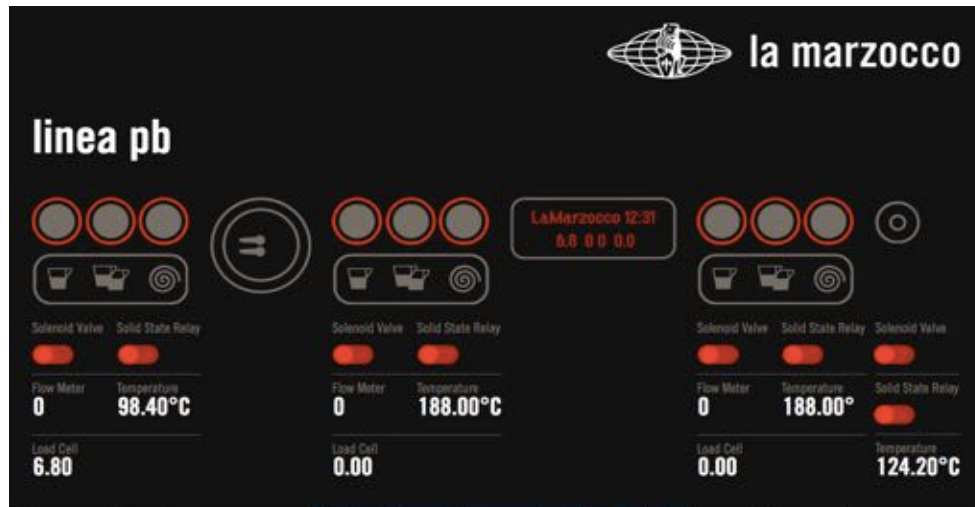 la marzocco
linea pb
LaMarzocco 12:31
6.8 0 0 0.0
Solenoid Valve Solid State Relay
Flow Meter Temperature
0 98.40°C
Load Cell
6.80
Solenoid Valve Solid State Relay
Flow Meter Temperature
0 188.00°C
Load Cell
0.00
Solenoid Valve Solid State Relay
Flow Meter Temperature
0 188.00°
Load Cell
0.00
Solenoid Valve
Solid State Relay
Temperature
124.20°C